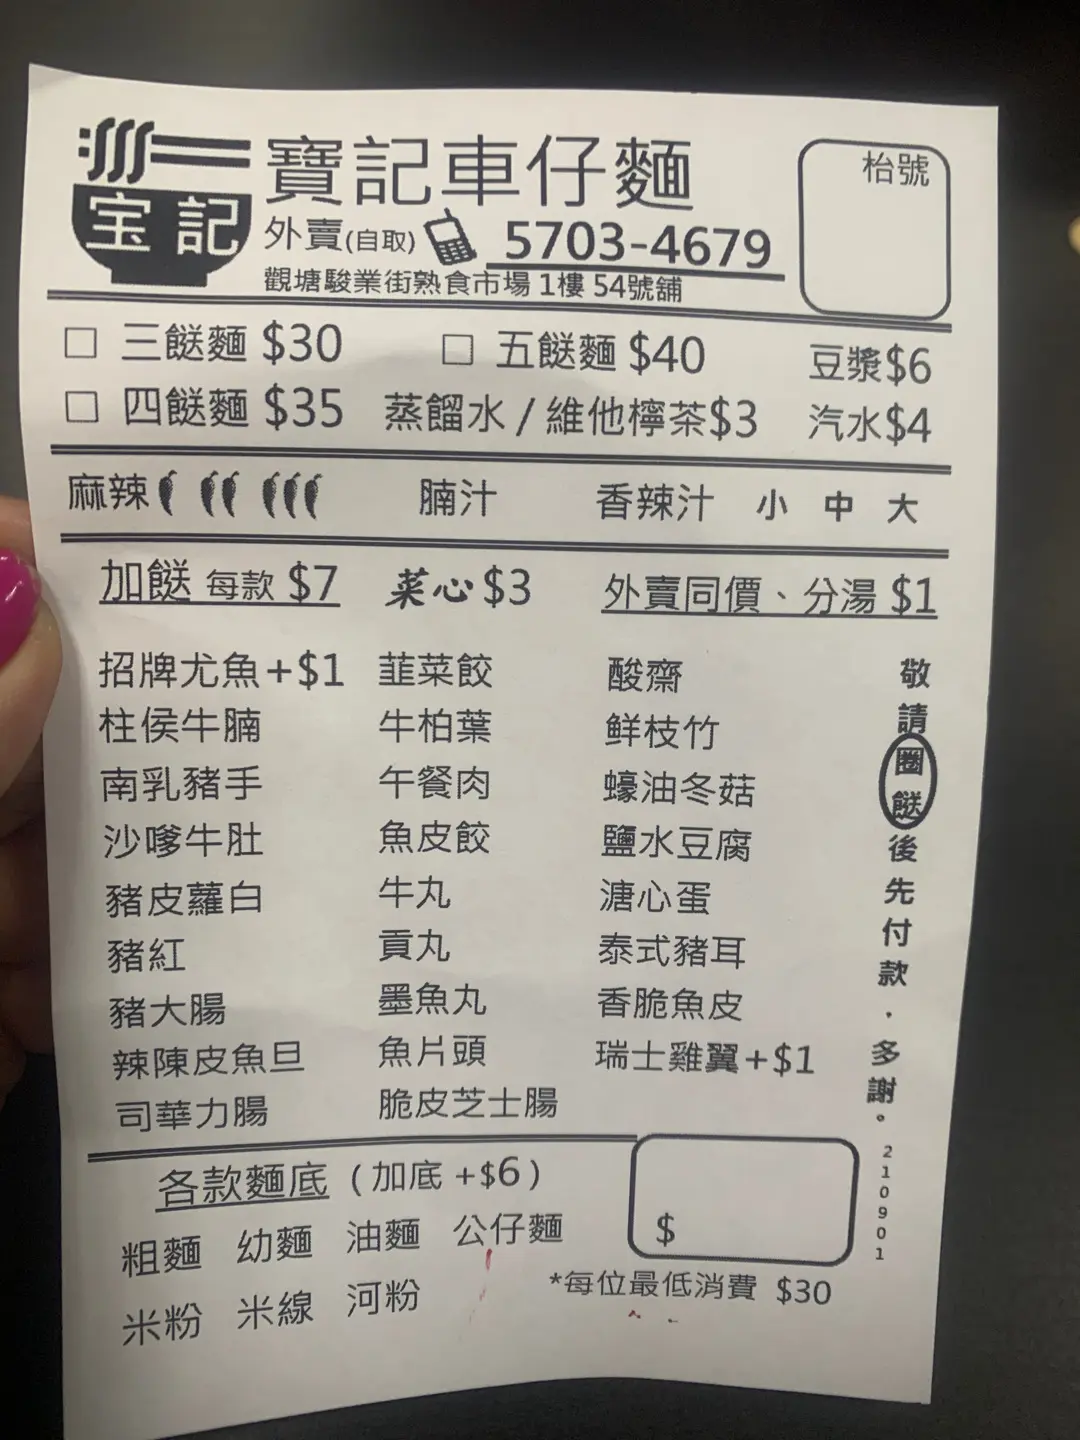 宝記
寶記車仔麵
枱號
外賣(自取) 5703-4679
觀塘駿業街熟食市場 1樓 54號舖
□ 三餸麵 $30 □ 五餸麵 $40 豆漿$6
□ 四餸麵 $35 蒸餾水 / 維他檸茶$3 汽水$4
麻辣 腩汁 香辣汁 小 中 大
加餸 每款 $7 菜心$3 外賣同價、分湯 $1
招牌尤魚+$1 韮菜餃 酸齋
柱侯牛腩 牛柏葉 鮮枝竹
南乳豬手 午餐肉 蠔油冬菇
沙嗲牛肚 魚皮餃 鹽水豆腐
豬皮蘿白 牛丸 溏心蛋
豬紅 貢丸 泰式豬耳
豬大腸 墨魚丸 香脆魚皮
辣陳皮魚旦 魚片頭 瑞士雞翼+$1
司華力腸 脆皮芝士腸
敬請圈餸後先付款．多謝。210901
各款麵底（加底 +$6）
粗麵 幼麵 油麵 公仔麵
米粉 米線 河粉
$
*每位最低消費 $30